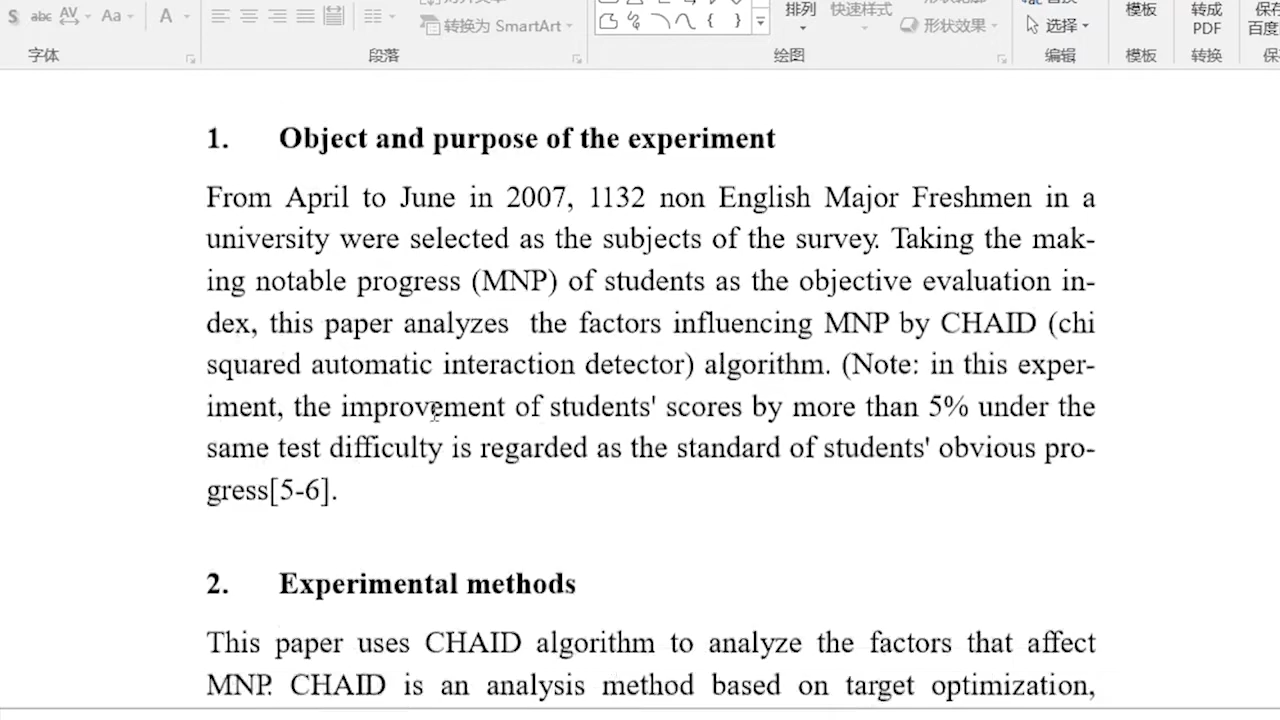 S abc AV Aa A
转换为 SmartArt
排列 快速样式
形状效果
选择
模板
转成
PDF
字体 段落 绘图 编辑 模板 转换
1. Object and purpose of the experiment
From April to June in 2007, 1132 non English Major Freshmen in a
university were selected as the subjects of the survey. Taking the mak-
ing notable progress (MNP) of students as the objective evaluation in-
dex, this paper analyzes the factors influencing MNP by CHAID (chi
squared automatic interaction detector) algorithm. (Note: in this exper-
iment, the improvement of students' scores by more than 5% under the
same test difficulty is regarded as the standard of students' obvious pro-
gress[5-6].
2. Experimental methods
This paper uses CHAID algorithm to analyze the factors that affect
MNP. CHAID is an analysis method based on target optimization,